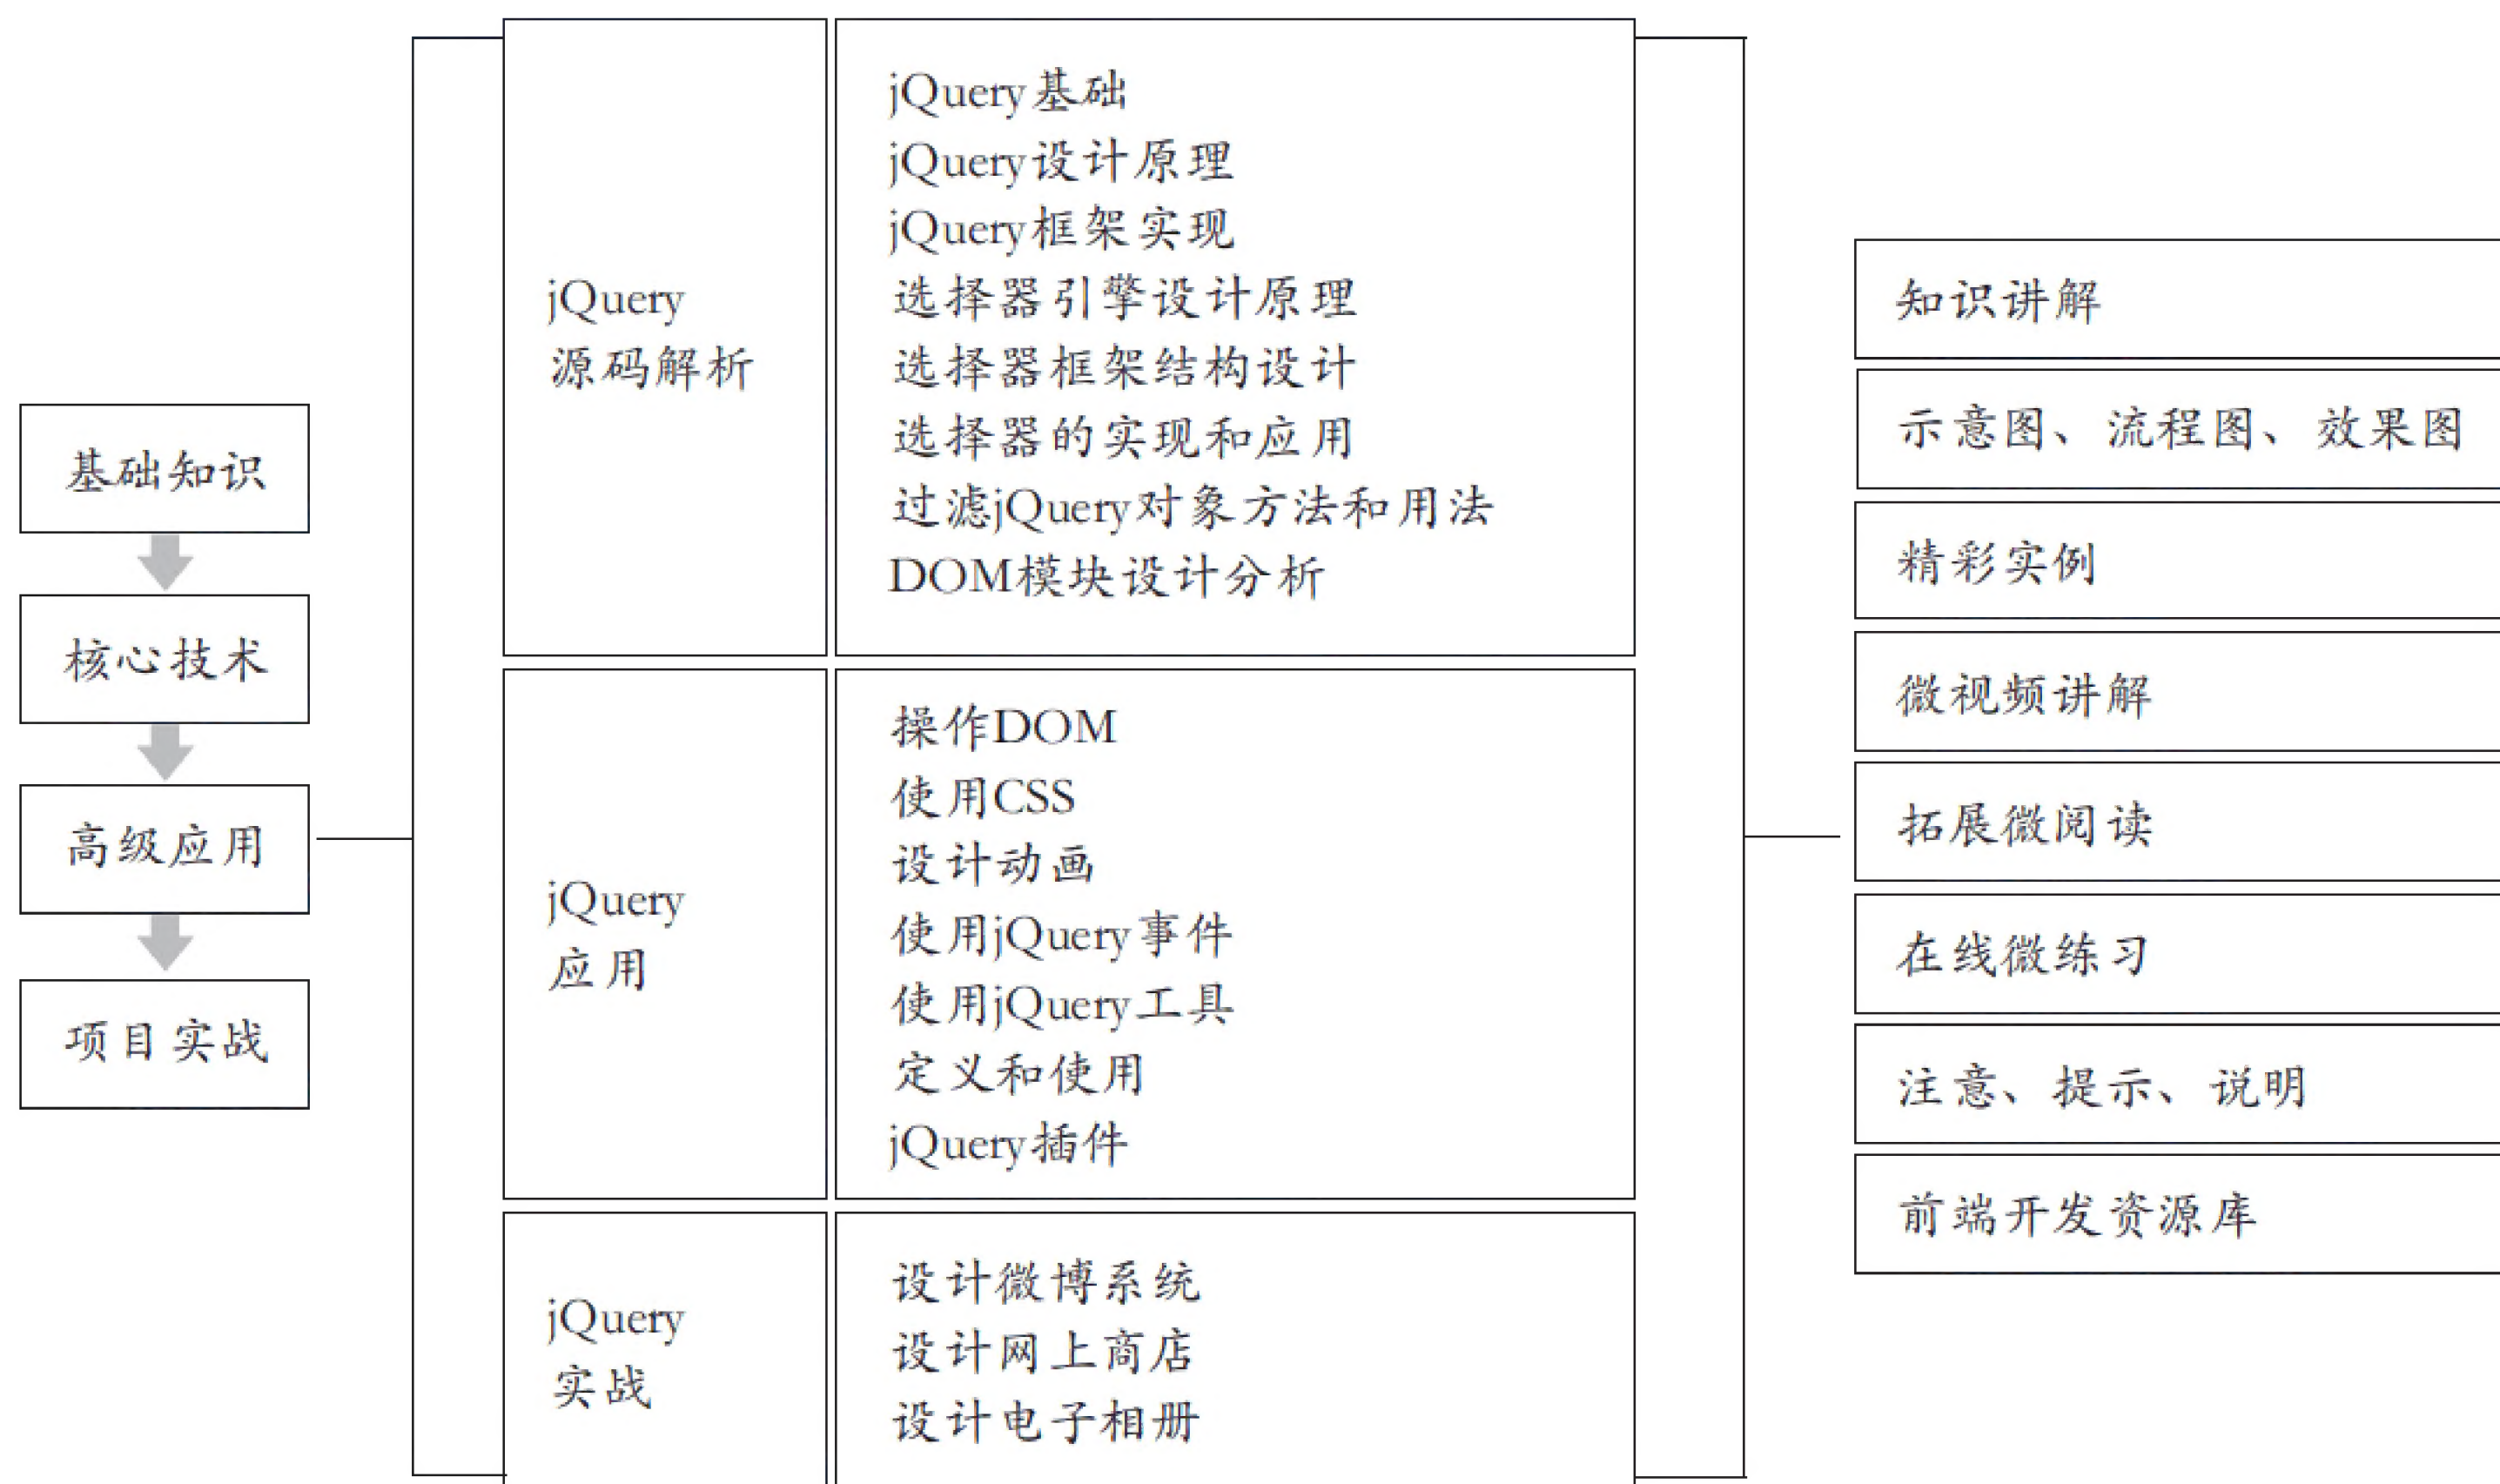 基础知识
核心技术
高级应用
项目实战
jQuery
源码解析
jQuery基础
jQuery设计原理
jQuery框架实现
选择器引擎设计原理
选择器框架结构设计
选择器的实现和应用
过滤jQuery对象方法和用法
DOM模块设计分析
jQuery
应用
操作DOM
使用CSS
设计动画
使用jQuery事件
使用jQuery工具
定义和使用
jQuery插件
jQuery
实战
设计微博系统
设计网上商店
设计电子相册
知识讲解
示意图、流程图、效果图
精彩实例
微视频讲解
拓展微阅读
在线微练习
注意、提示、说明
前端开发资源库